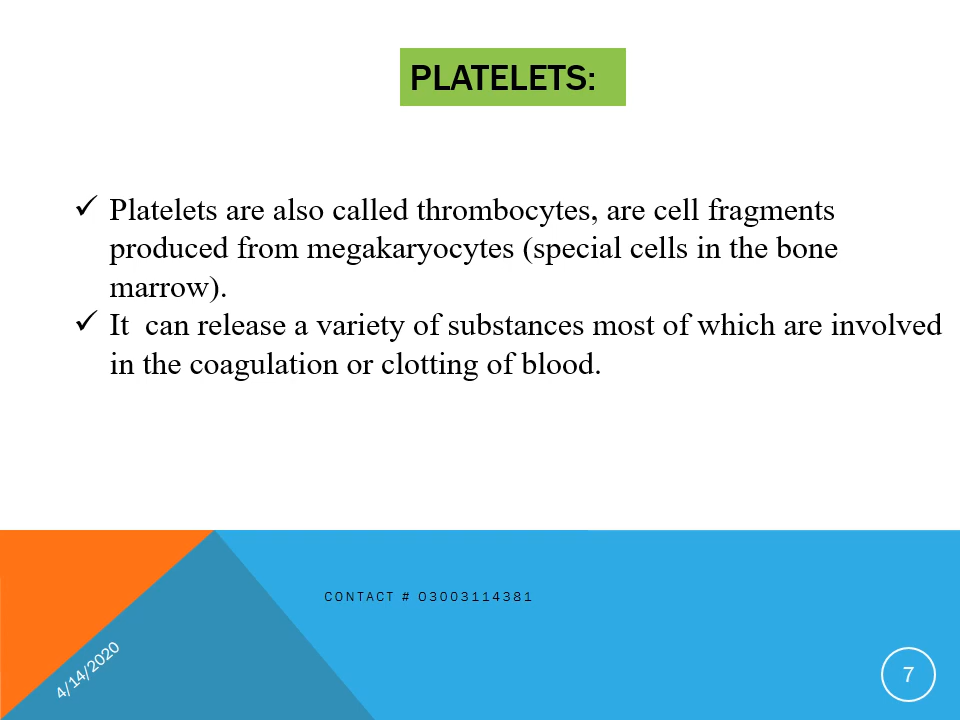 PLATELETS:
✓ Platelets are also called thrombocytes, are cell fragments
produced from megakaryocytes (special cells in the bone
marrow).
✓ It  can release a variety of substances most of which are involved
in the coagulation or clotting of blood.
CONTACT # 03003114381
4/14/2020
7